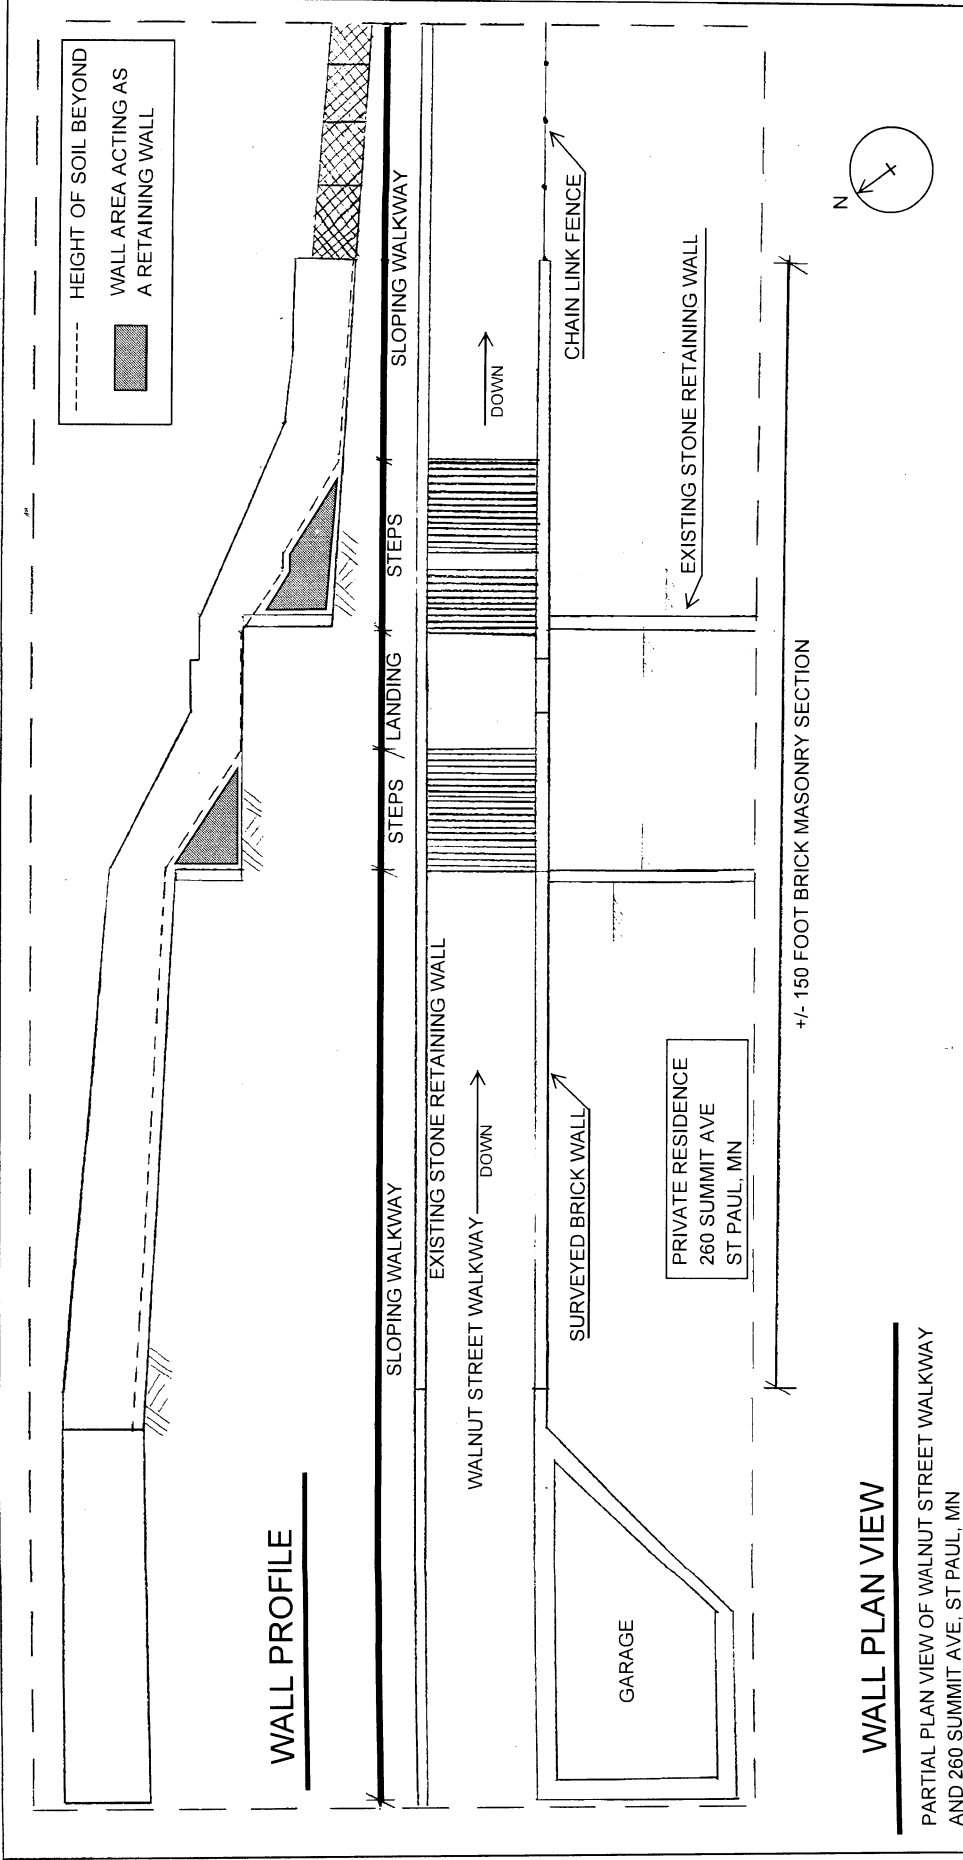 HEIGHT OF SOIL BEYOND
WALL AREA ACTING AS
A RETAINING WALL
WALL PROFILE
SLOPING WALKWAY
STEPS
LANDING
STEPS
SLOPING WALKWAY
EXISTING STONE RETAINING WALL
WALNUT STREET WALKWAY
DOWN
DOWN
SURVEYED BRICK WALL
CHAIN LINK FENCE
EXISTING STONE RETAINING WALL
GARAGE
PRIVATE RESIDENCE
260 SUMMIT AVE
ST PAUL, MN
+/- 150 FOOT BRICK MASONRY SECTION
N
WALL PLAN VIEW
PARTIAL PLAN VIEW OF WALNUT STREET WALKWAY
AND 260 SUMMIT AVE, ST PAUL, MN